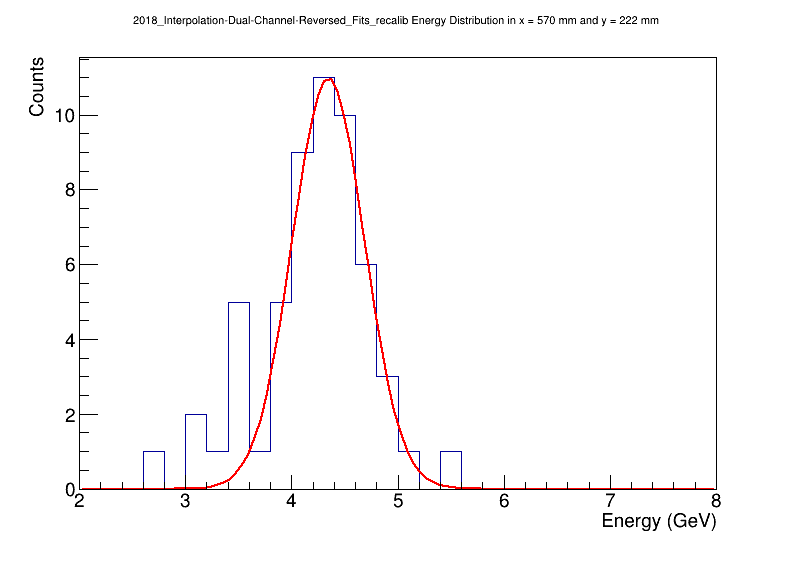 2018_Interpolation-Dual-Channel-Reversed_Fits_recalib Energy Distribution in x = 570 mm and y = 222 mm
Counts
10
8
6
4
2
0
2 3 4 5 6 7 8
Energy (GeV)